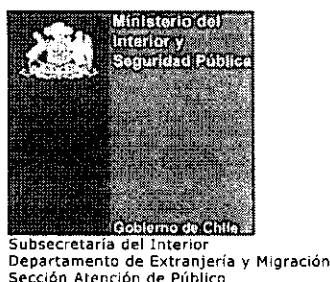 Ministerio del
Interior y
Seguridad Pública
Gobierno de Chile
Subsecretaría del Interior
Departamento de Extranjería y Migración
Sección Atención de Público